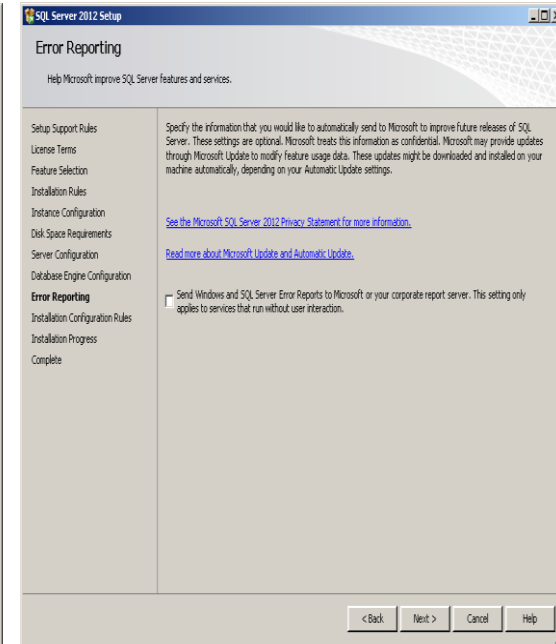 SQL Server 2012 Setup
Error Reporting
Help Microsoft improve SQL Server features and services.
Setup Support Rules
License Terms
Feature Selection
Installation Rules
Instance Configuration
Disk Space Requirements
Server Configuration
Database Engine Configuration
Error Reporting
Installation Configuration Rules
Installation Progress
Complete
Specify the information that you would like to automatically send to Microsoft to improve future releases of SQL
Server. These settings are optional. Microsoft treats this information as confidential. Microsoft may provide updates
through Microsoft Update to modify feature usage data. These updates might be downloaded and installed on your
machine automatically, depending on your Automatic Update settings.
See the Microsoft SQL Server 2012 Privacy Statement for more information.
Read more about Microsoft Update and Automatic Update.
Send Windows and SQL Server Error Reports to Microsoft or your corporate report server. This setting only
applies to services that run without user interaction.
< Back Next > Cancel Help